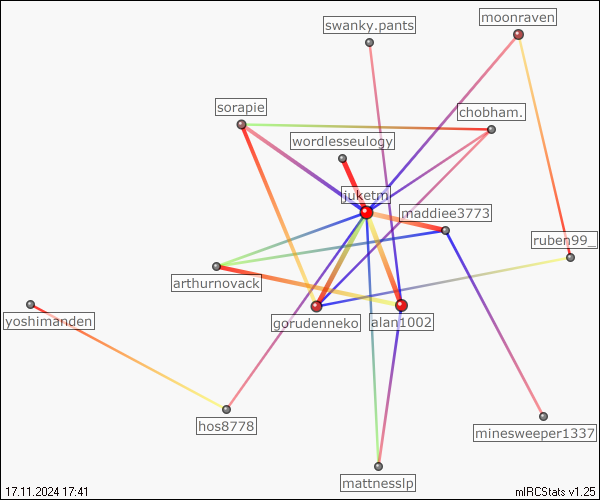 moonraven
swanky.pants
sorapie
chobham.
wordlesseulogy
juketm
maddiee3773
ruben99_
arthurnovack
yoshimanden
gorudenneko
alan1002
hos8778
minesweeper1337
mattnesslp
17.11.2024 17:41
mIRCStats v1.25